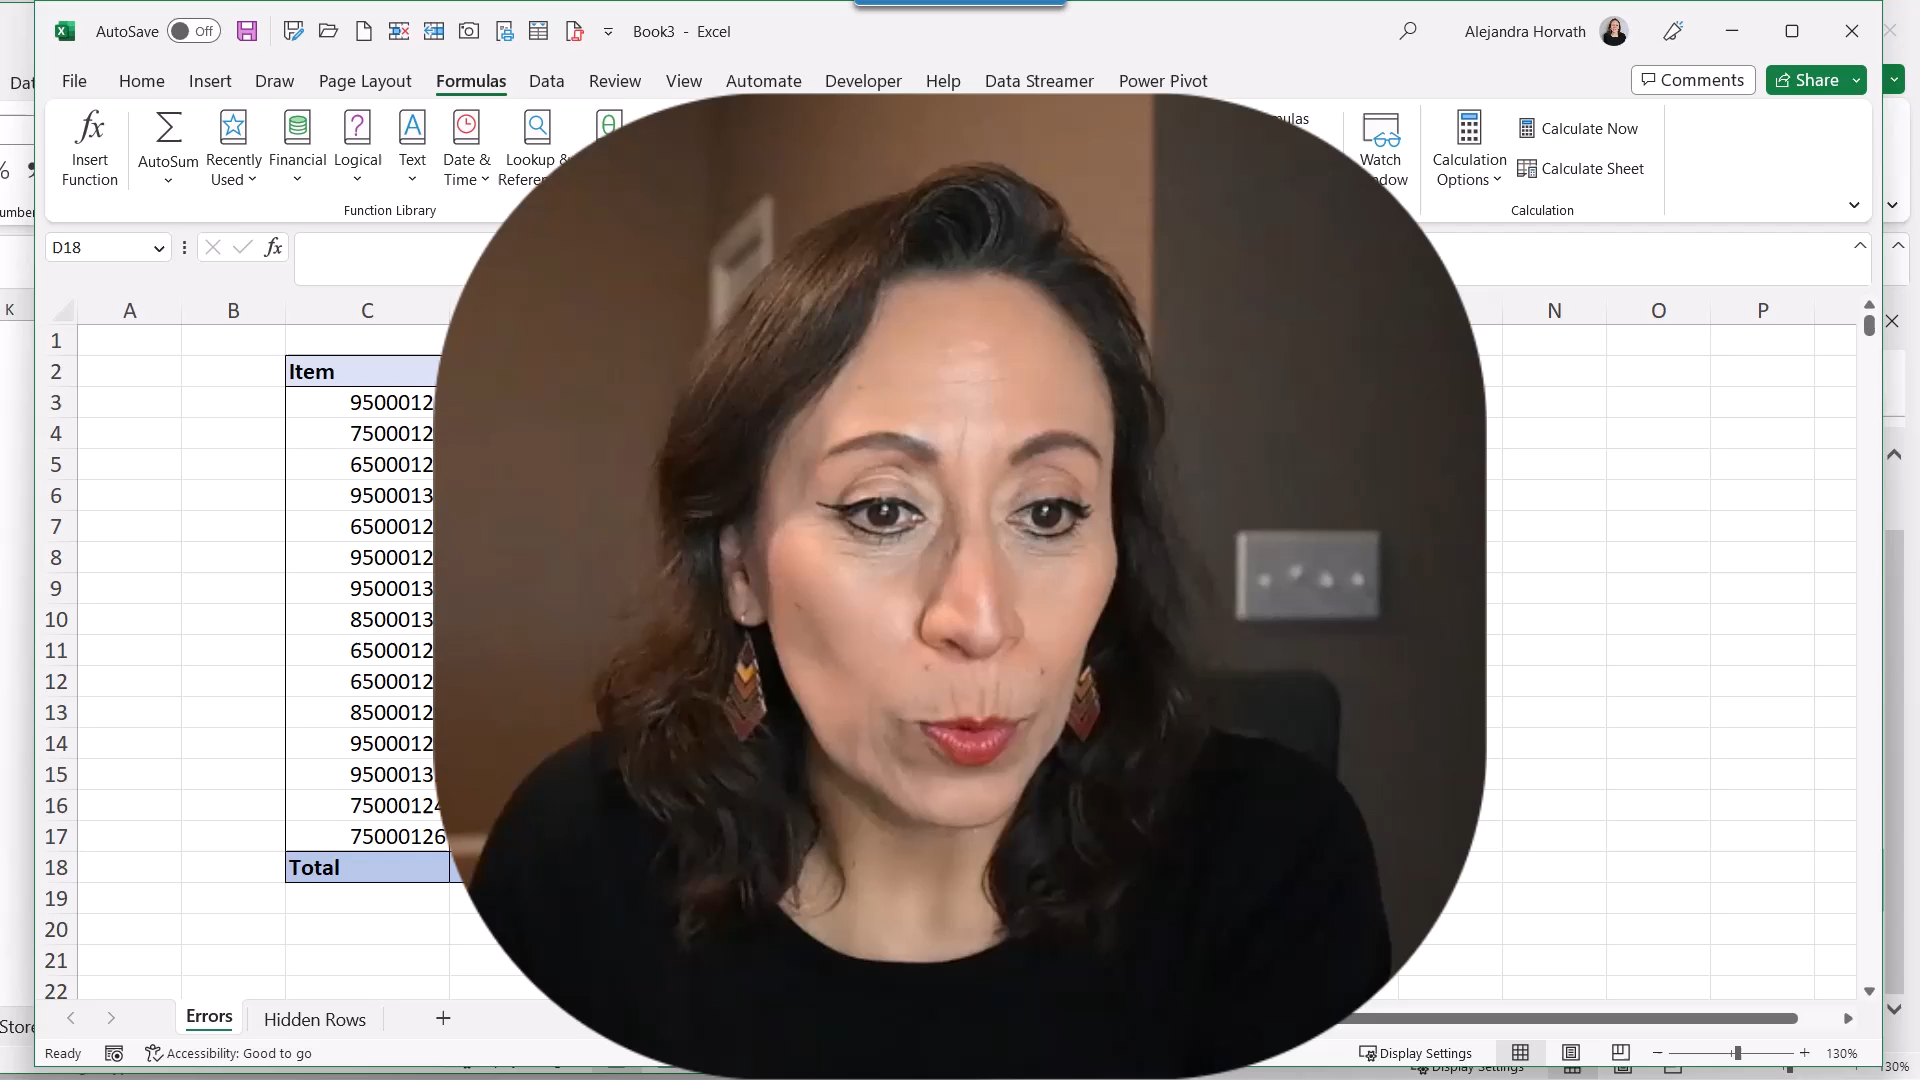 AutoSave Off Book3 - Excel Alejandra Horvath
File Home Insert Draw Page Layout Formulas Data Review View Automate Developer Help Data Streamer Power Pivot Comments Share
Insert Function AutoSum Recently Used Financial Logical Text Date & Time Lookup & Watch Calculation Options Calculate Now
Calculate Sheet
Function Library Calculation
D18 fx
K A B C N O P
1
2 Item
3 9500012
4 7500012
5 6500012
6 9500013
7 6500012
8 9500012
9 9500013
10 8500013
11 6500012
12 6500012
13 8500012
14 9500012
15 9500013
16 7500012
17 75000126
18 Total
19
20
21
22
Errors Hidden Rows
Ready Accessibility: Good to go Display Settings 130%